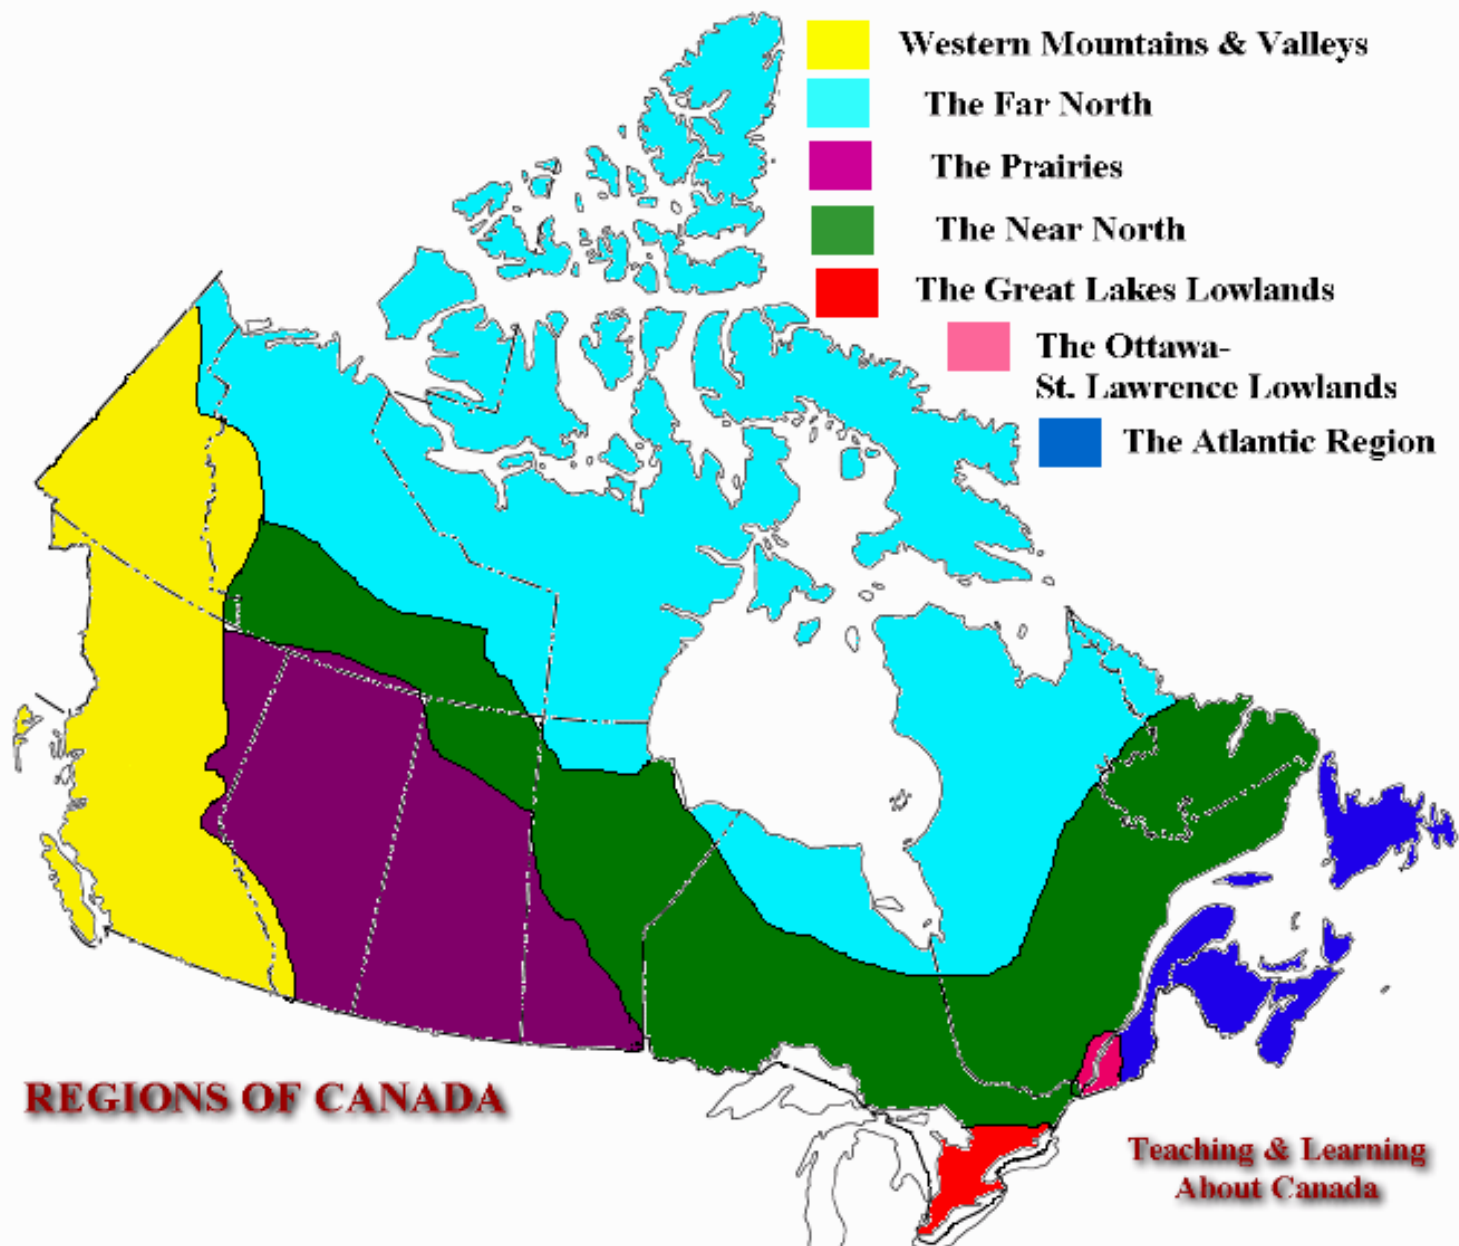 Western Mountains & Valleys
The Far North
The Prairies
The Near North
The Great Lakes Lowlands
The Ottawa-
St. Lawrence Lowlands
The Atlantic Region
REGIONS OF CANADA
Teaching & Learning
About Canada